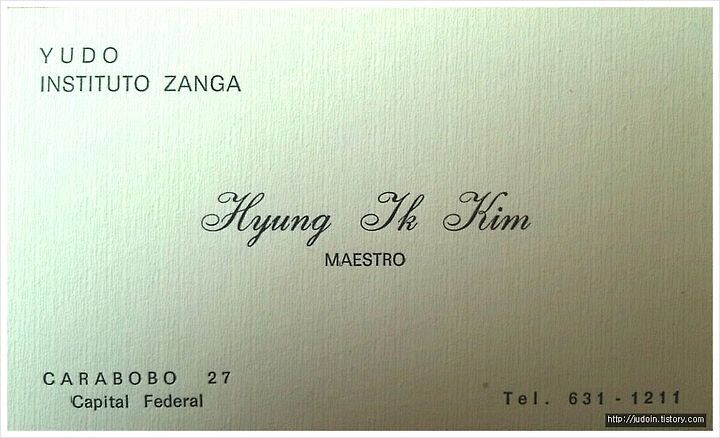 YUDO
INSTITUTO ZANGA
Hyung Ik Kim
MAESTRO
CARABOBO 27
Capital Federal
Tel. 631-1211
http://judoin.tistory.com